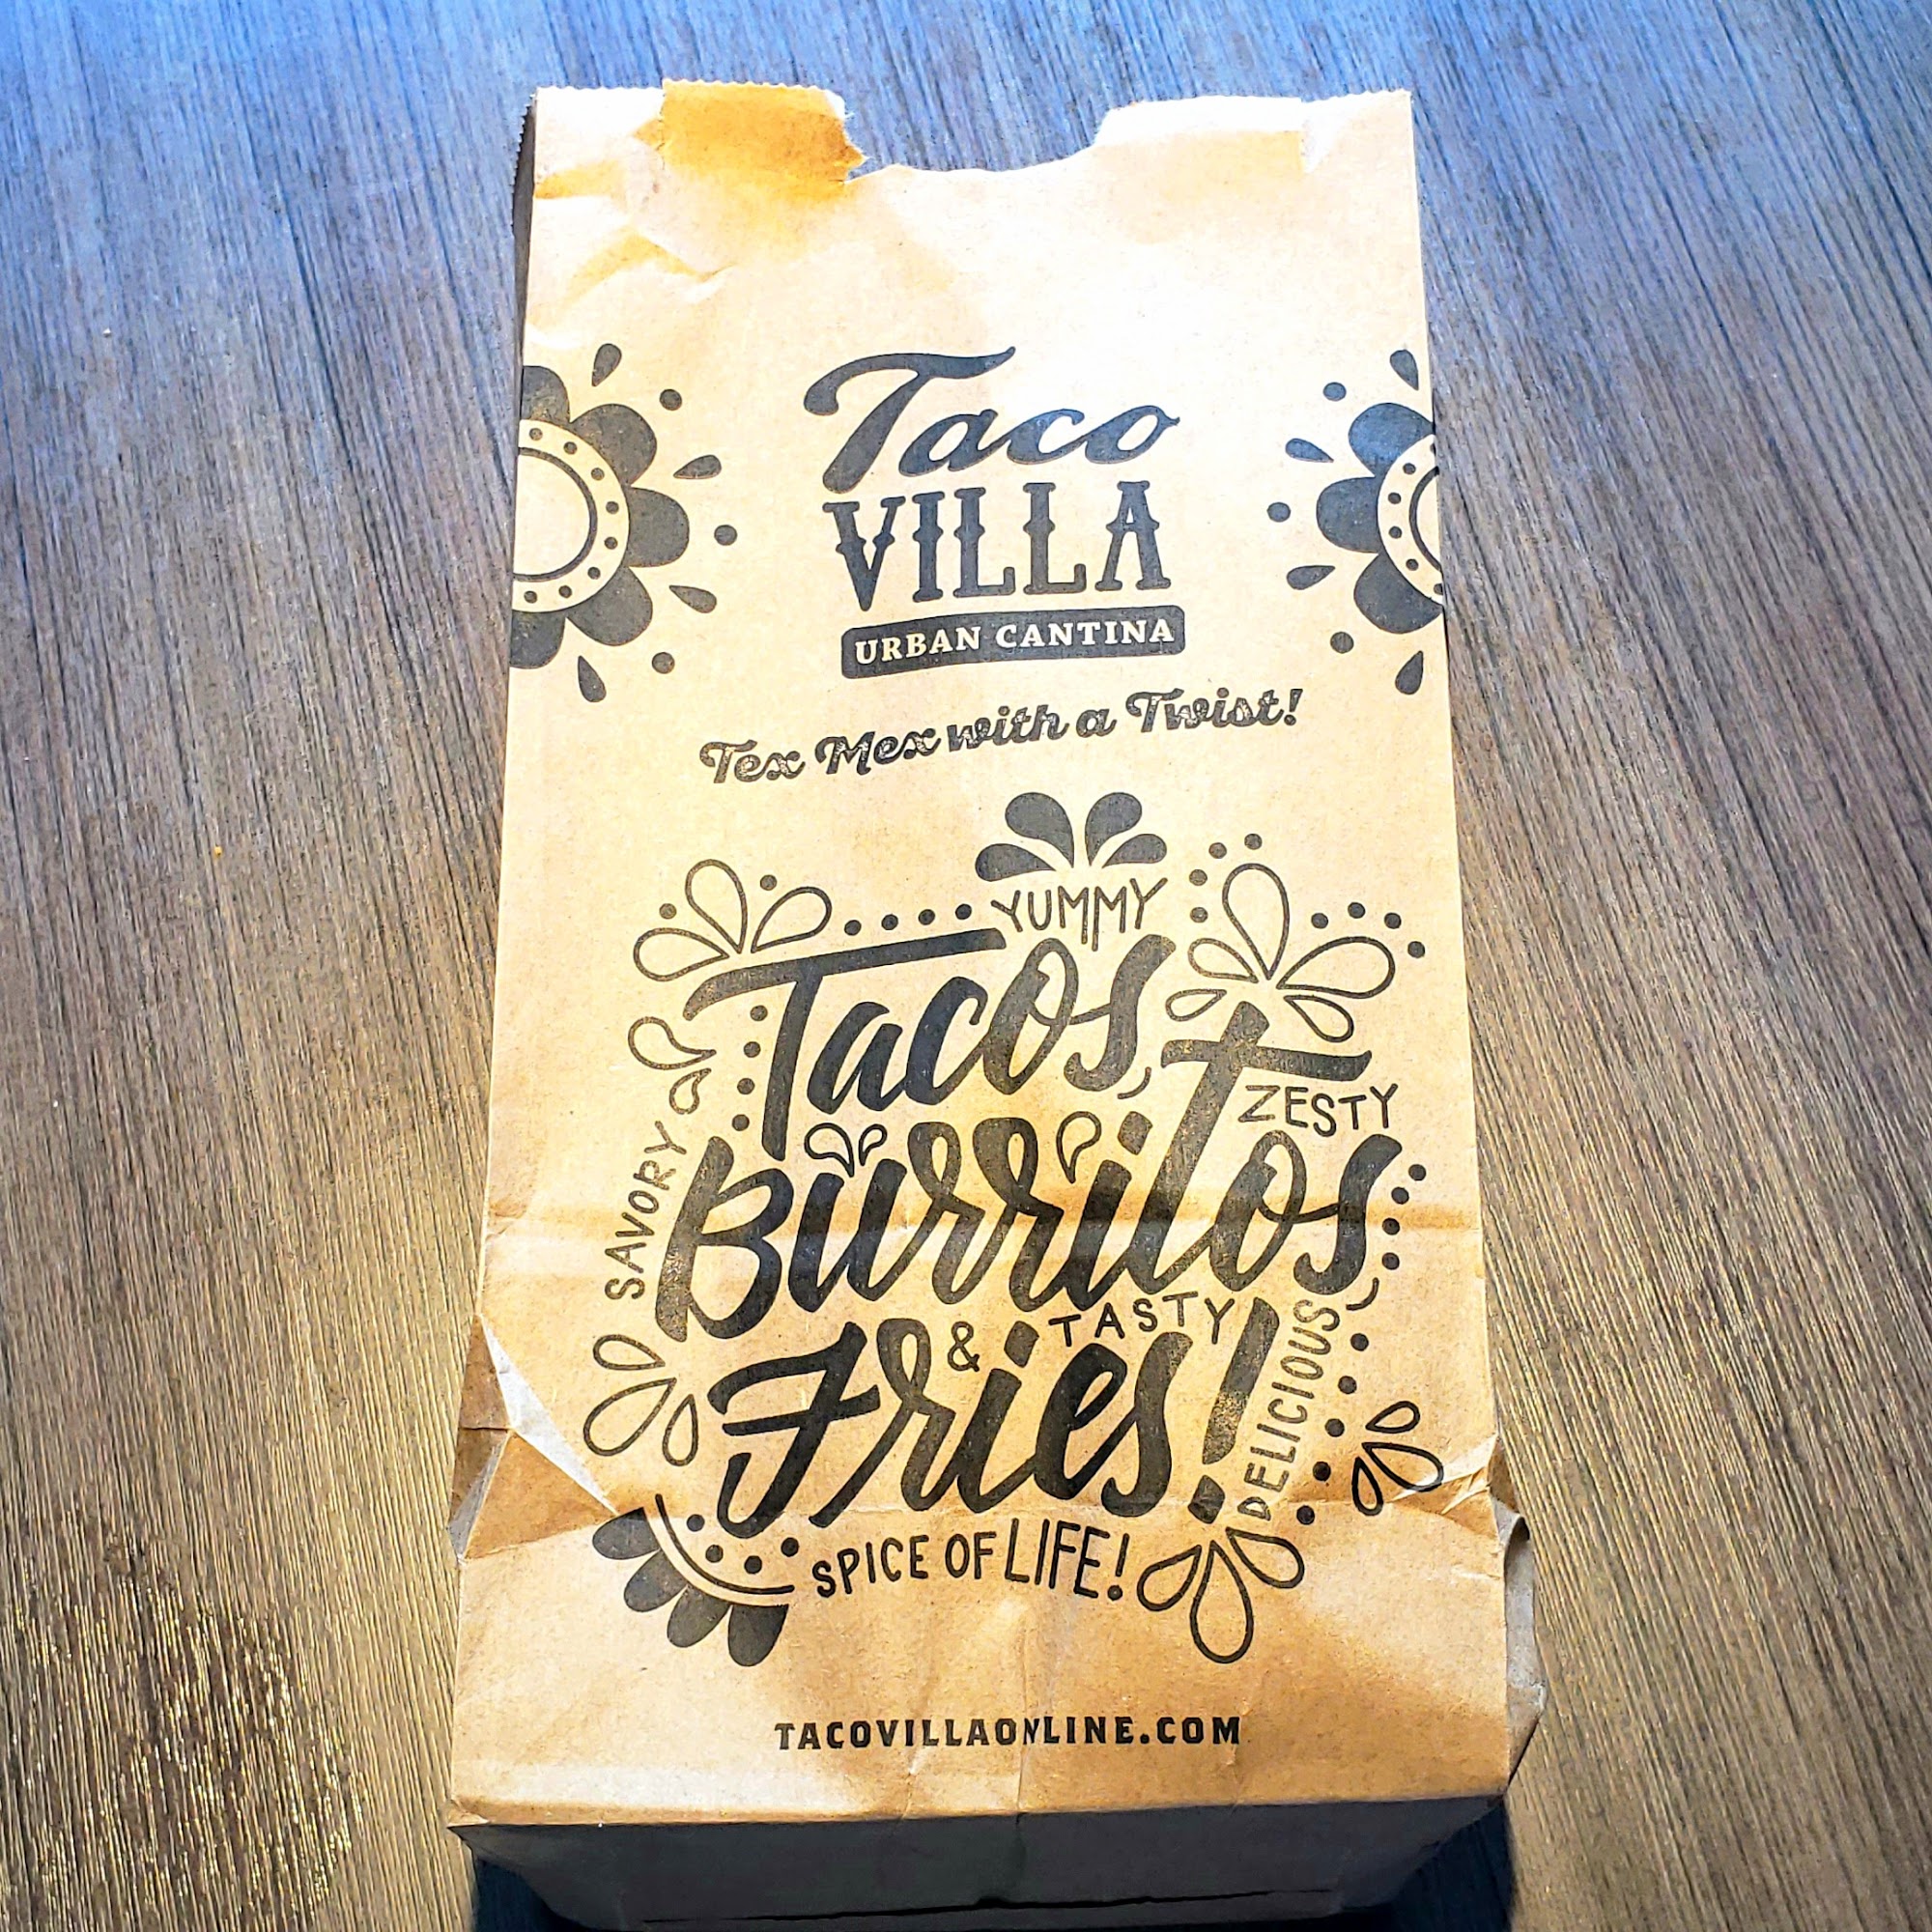 Taco
VILLA
URBAN CANTINA
Tex Mex with a Twist!
YUMMY
Tacos,
ZESTY
SAVORY
Burritos,
& TASTY
Fries!
DELICIOUS
SPICE OF LIFE!
TACOVILLAONLINE.COM